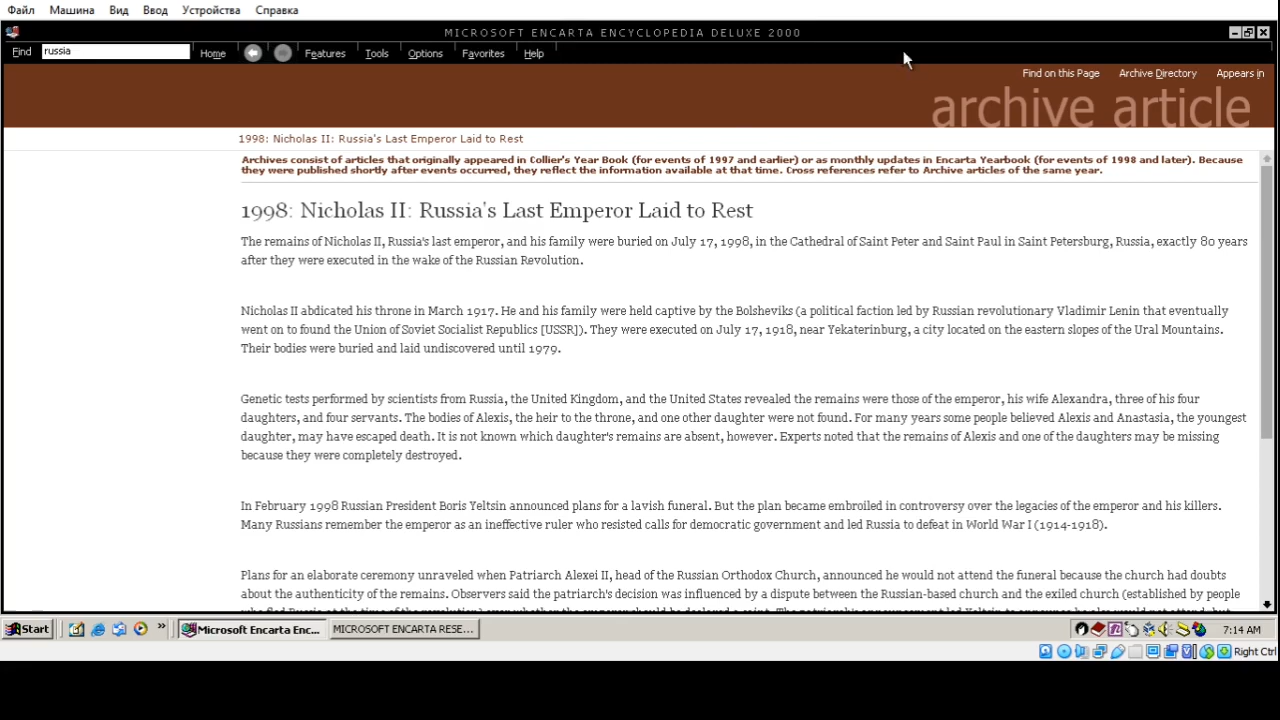 Файл Машина Вид Ввод Устройства Справка
MICROSOFT ENCARTA ENCYCLOPEDIA DELUXE 2000
Find russia Home Features Tools Options Favorites Help
Find on this Page Archive Directory Appears in
archive article
1998: Nicholas II: Russia's Last Emperor Laid to Rest
Archives consist of articles that originally appeared in Collier's Year Book (for events of 1997 and earlier) or as monthly updates in Encarta Yearbook (for events of 1998 and later). Because
they were published shortly after events occurred, they reflect the information available at that time. Cross references refer to Archive articles of the same year.
1998: Nicholas II: Russia's Last Emperor Laid to Rest
The remains of Nicholas II, Russia's last emperor, and his family were buried on July 17, 1998, in the Cathedral of Saint Peter and Saint Paul in Saint Petersburg, Russia, exactly 80 years
after they were executed in the wake of the Russian Revolution.
Nicholas II abdicated his throne in March 1917. He and his family were held captive by the Bolsheviks (a political faction led by Russian revolutionary Vladimir Lenin that eventually
went on to found the Union of Soviet Socialist Republics [USSR]). They were executed on July 17, 1918, near Yekaterinburg, a city located on the eastern slopes of the Ural Mountains.
Their bodies were buried and laid undiscovered until 1979.
Genetic tests performed by scientists from Russia, the United Kingdom, and the United States revealed the remains were those of the emperor, his wife Alexandra, three of his four
daughters, and four servants. The bodies of Alexis, the heir to the throne, and one other daughter were not found. For many years some people believed Alexis and Anastasia, the youngest
daughter, may have escaped death. It is not known which daughter's remains are absent, however. Experts noted that the remains of Alexis and one of the daughters may be missing
because they were completely destroyed.
In February 1998 Russian President Boris Yeltsin announced plans for a lavish funeral. But the plan became embroiled in controversy over the legacies of the emperor and his killers.
Many Russians remember the emperor as an ineffective ruler who resisted calls for democratic government and led Russia to defeat in World War I (1914-1918).
Plans for an elaborate ceremony unraveled when Patriarch Alexei II, head of the Russian Orthodox Church, announced he would not attend the funeral because the church had doubts
about the authenticity of the remains. Observers said the patriarch's decision was influenced by a dispute between the Russian-based church and the exiled church (established by people
Start Microsoft Encarta Enc... MICROSOFT ENCARTA RESE... 7:14 AM
Right Ctrl